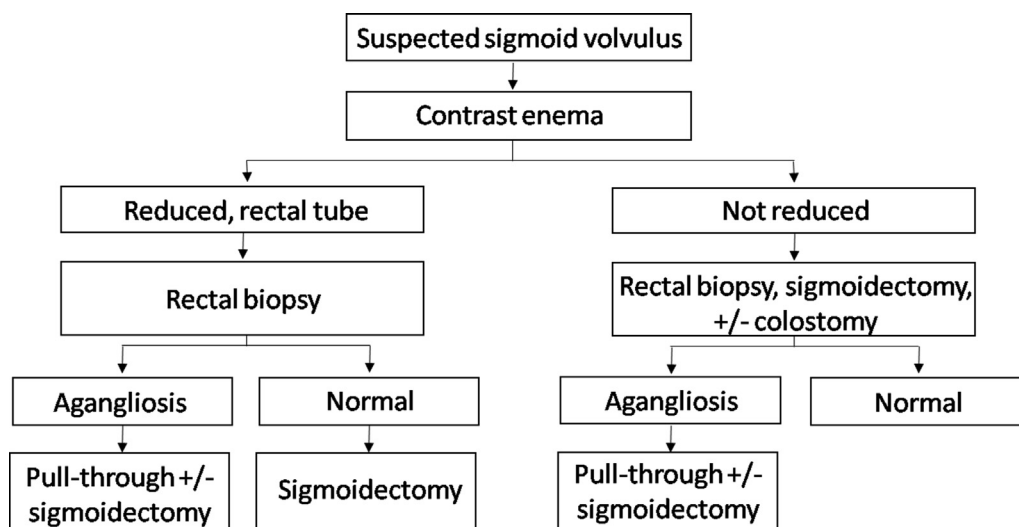 Suspected sigmoid volvulus
Contrast enema
Reduced, rectal tube
Not reduced
Rectal biopsy
Rectal biopsy, sigmoidectomy,
+/- colostomy
Agangliosis
Normal
Agangliosis
Normal
Pull-through +/-
sigmoidectomy
Sigmoidectomy
Pull-through +/-
sigmoidectomy